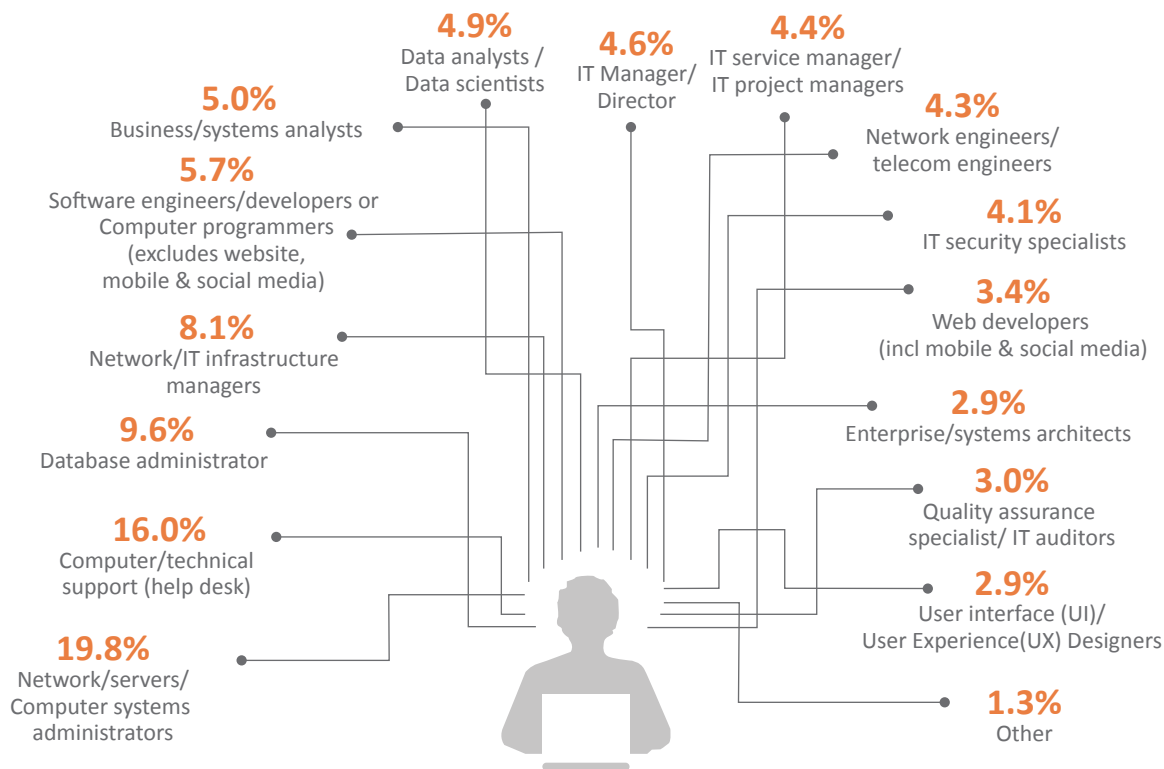 4.9%
Data analysts /
Data scientists
4.6%
IT Manager/
Director
4.4%
IT service manager/
IT project managers
5.0%
Business/systems analysts
4.3%
Network engineers/
telecom engineers
5.7%
Software engineers/developers or
Computer programmers
(excludes website,
mobile & social media)
4.1%
IT security specialists
8.1%
Network/IT infrastructure
managers
3.4%
Web developers
(incl mobile & social media)
9.6%
Database administrator
2.9%
Enterprise/systems architects
16.0%
Computer/technical
support (help desk)
3.0%
Quality assurance
specialist/ IT auditors
19.8%
Network/servers/
Computer systems
administrators
2.9%
User interface (UI)/
User Experience(UX) Designers
1.3%
Other